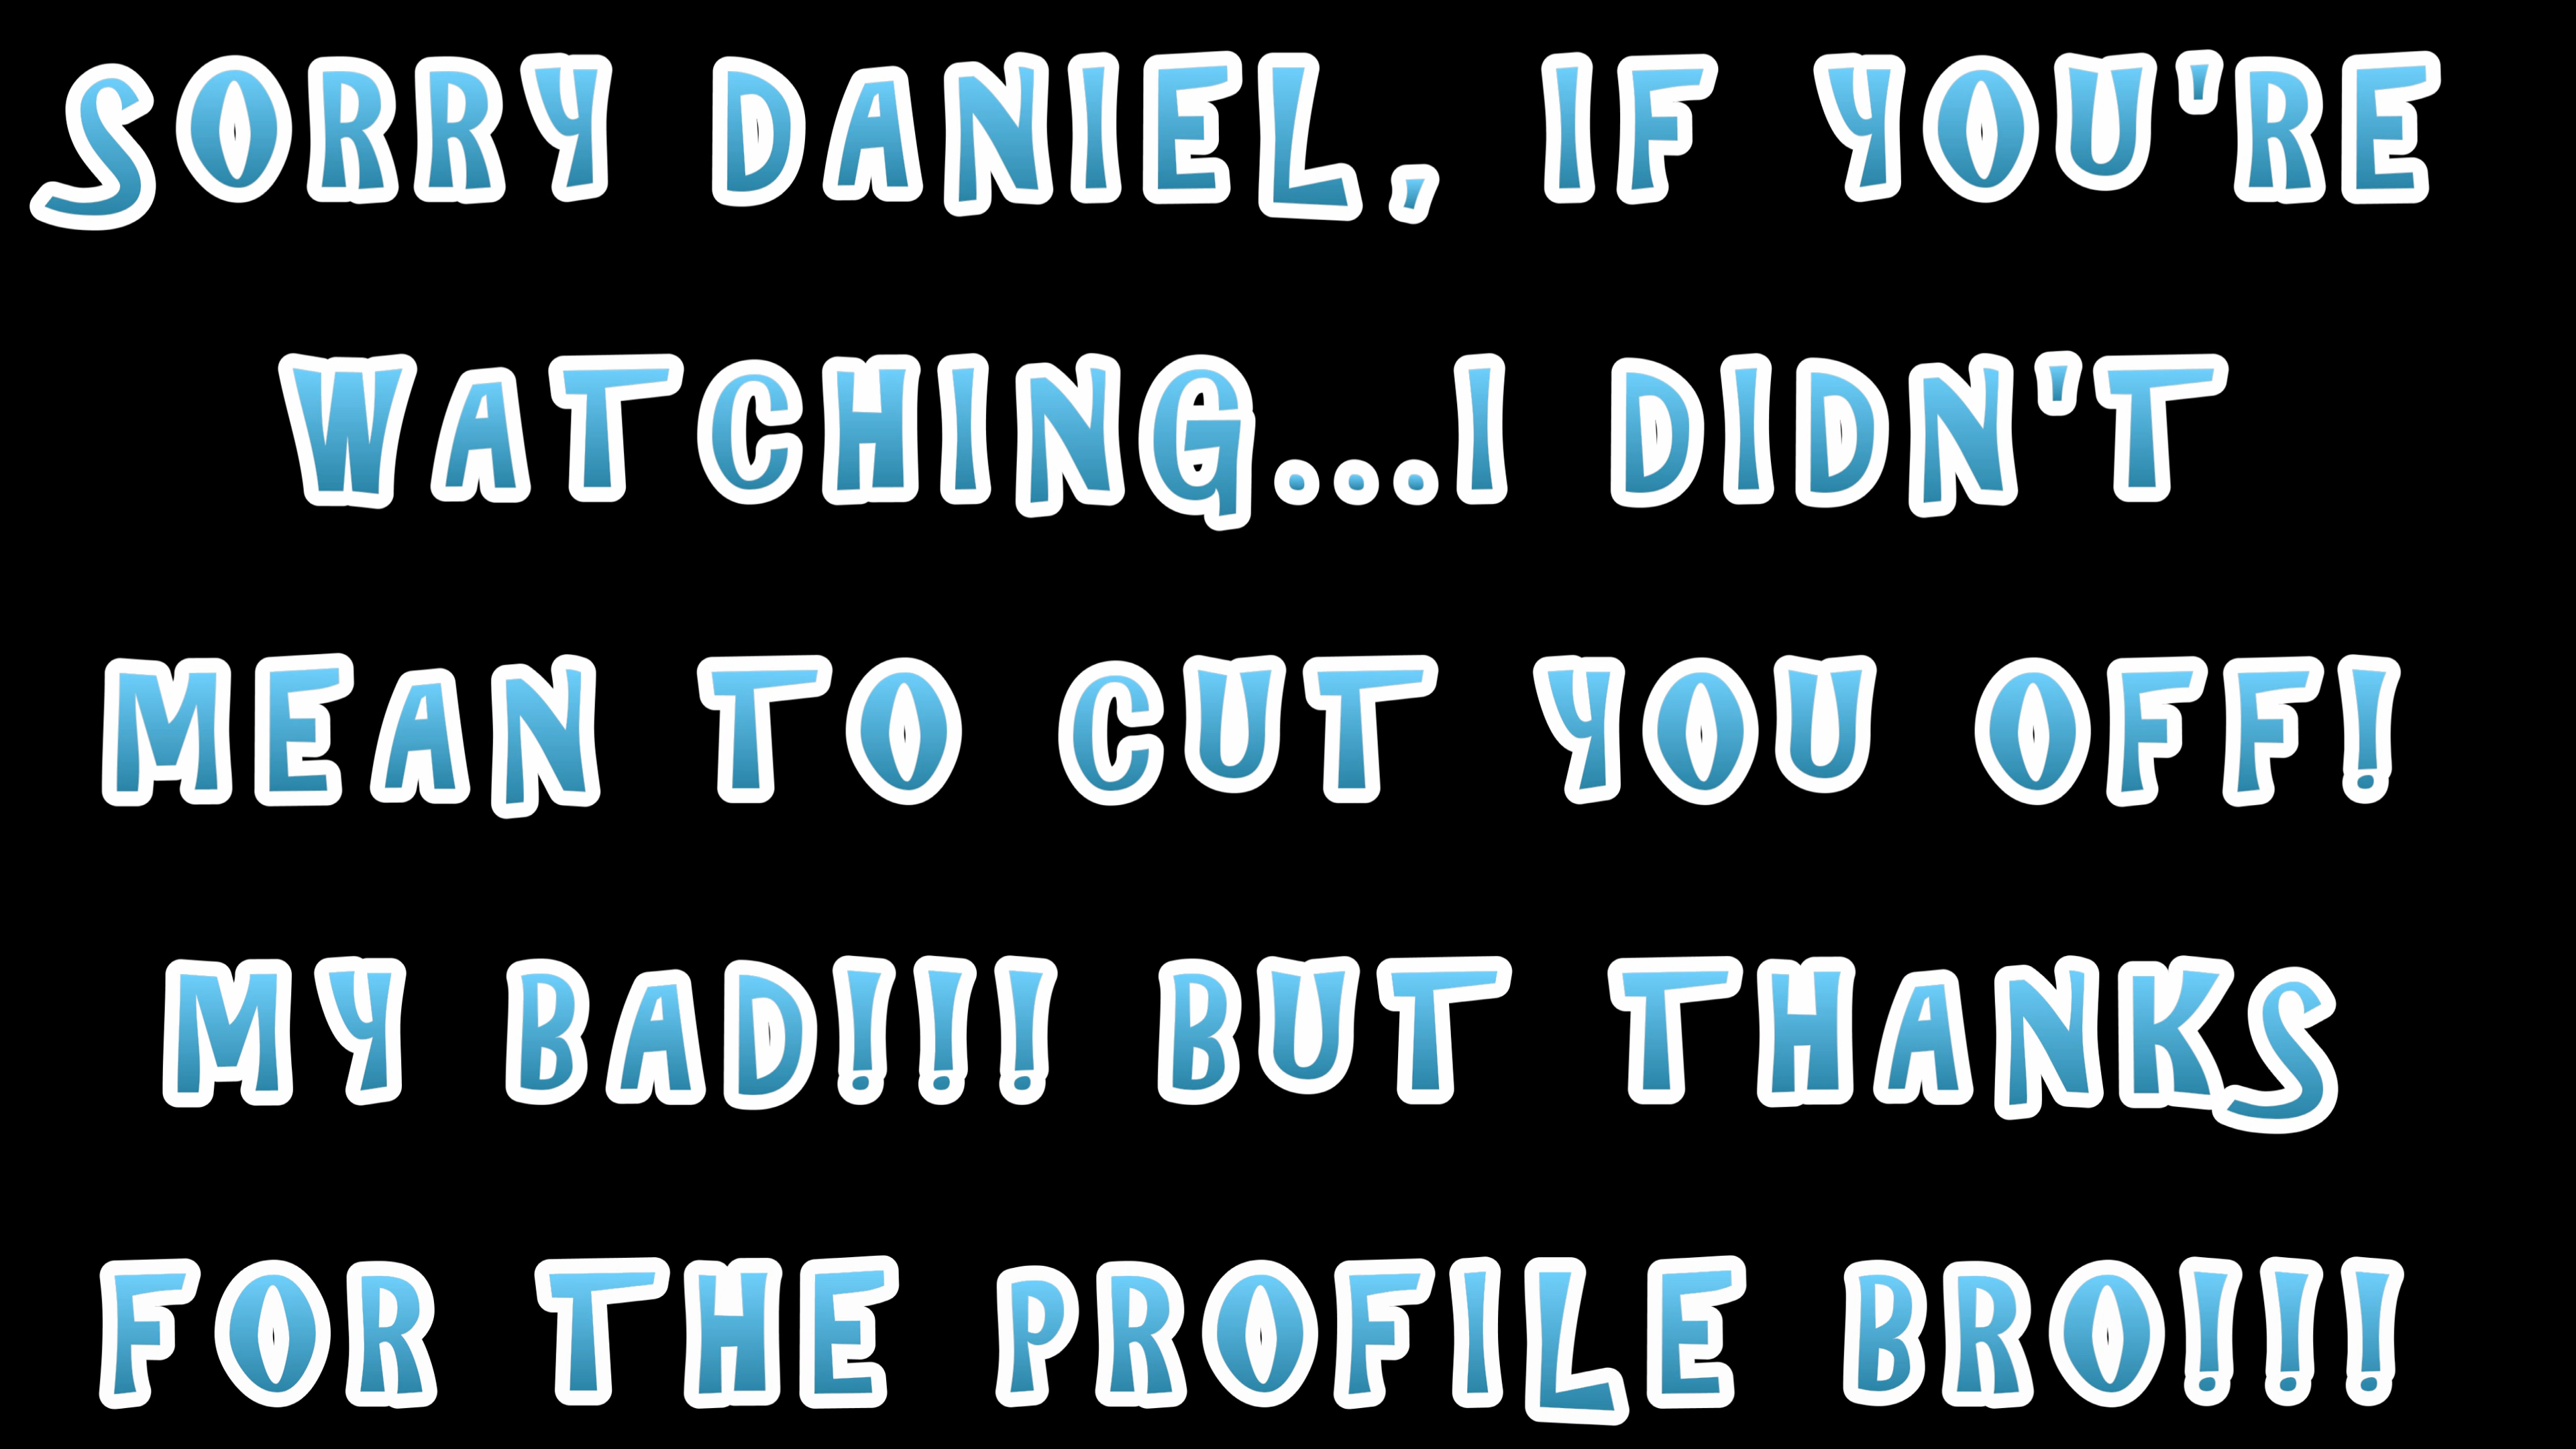 SORRY DANIEL, IF YOU'RE
WATCHING...I DIDN'T
MEAN TO CUT YOU OFF!
MY BAD!!! BUT THANKS
FOR THE PROFILE BRO!!!